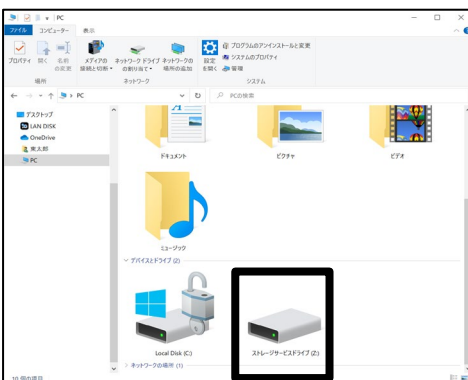 PC
ファイル コンピューター 表示
プロパティ 開く 名前の変更 メディアの接続と切断 ネットワーク ドライブの割り当て ネットワークの場所の追加 設定を開く
プログラムのアンインストールと変更
システムのプロパティ
管理
場所 ネットワーク システム
PC
PCの検索
デスクトップ
LAN DISK
OneDrive
東太郎
PC
ドキュメント ピクチャ ビデオ
ミュージック
デバイスとドライブ (2)
Local Disk (C:) ストレージサービスドライブ (Z:)
ネットワークの場所 (1)
10 個の項目